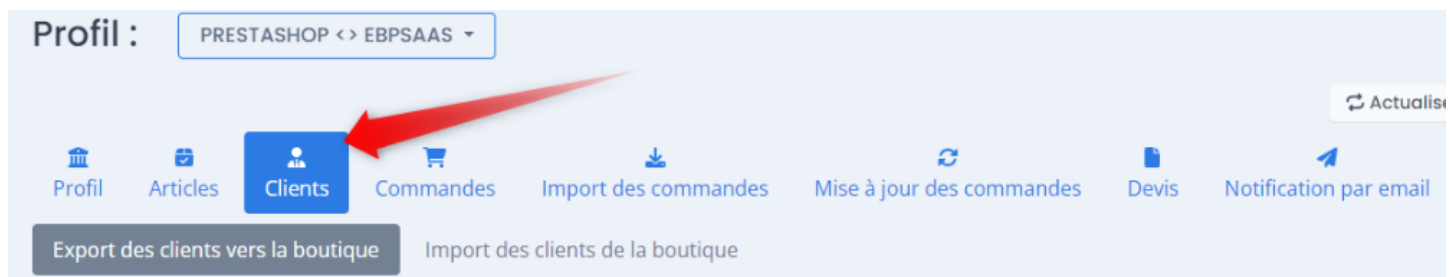 Profil :
PRESTASHOP <> EBPSAAS
Actualise
Profil
Articles
Clients
Commandes
Import des commandes
Mise à jour des commandes
Devis
Notification par email
Export des clients vers la boutique
Import des clients de la boutique